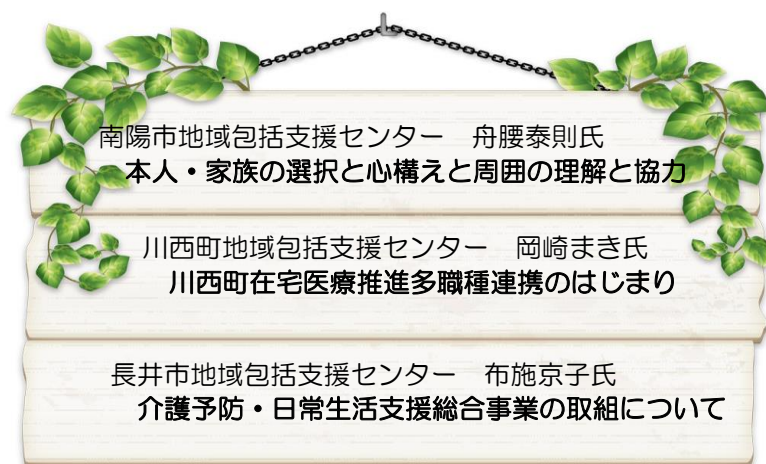 南陽市地域包括支援センター　舟腰泰則氏
本人・家族の選択と心構えと周囲の理解と協力
川西町地域包括支援センター　岡崎まき氏
川西町在宅医療推進多職種連携のはじまり
長井市地域包括支援センター　布施京子氏
介護予防・日常生活支援総合事業の取組について